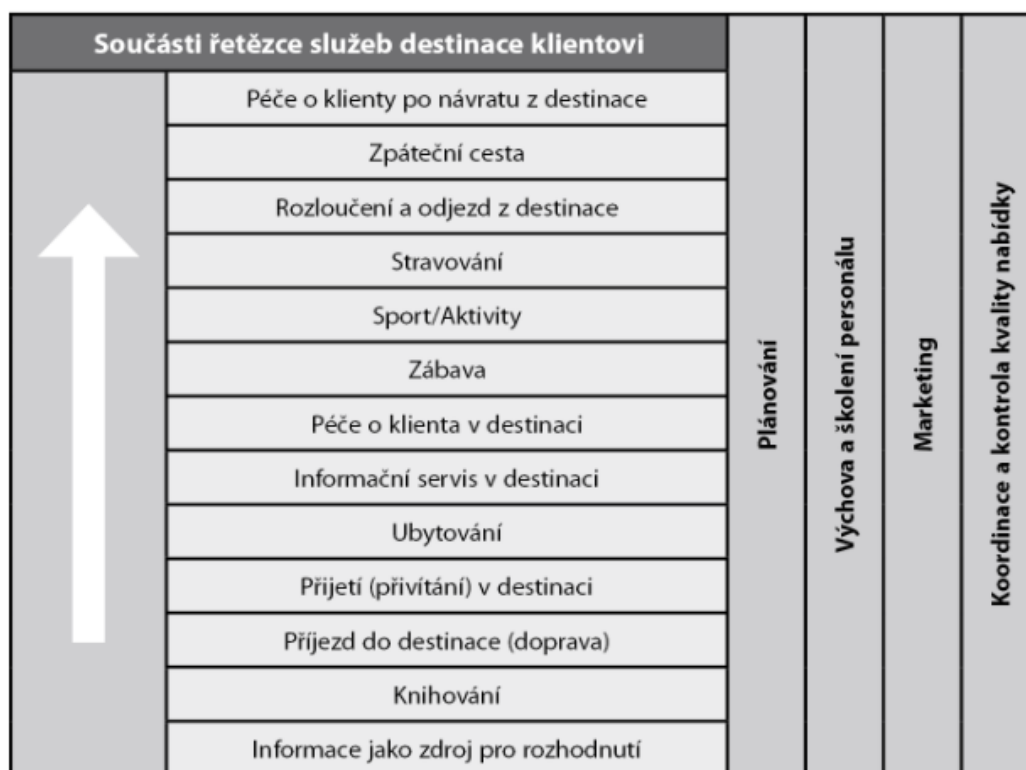 Součásti řetězce služeb destinace klientovi
Péče o klienty po návratu z destinace
Zpáteční cesta
Rozloučení a odjezd z destinace
Stravování
Sport/Aktivity
Zábava
Péče o klienta v destinaci
Informační servis v destinaci
Ubytování
Přijetí (přivítání) v destinaci
Příjezd do destinace (doprava)
Knihování
Informace jako zdroj pro rozhodnutí
Plánování
Výchova a školení personálu
Marketing
Koordinace a kontrola kvality nabídky